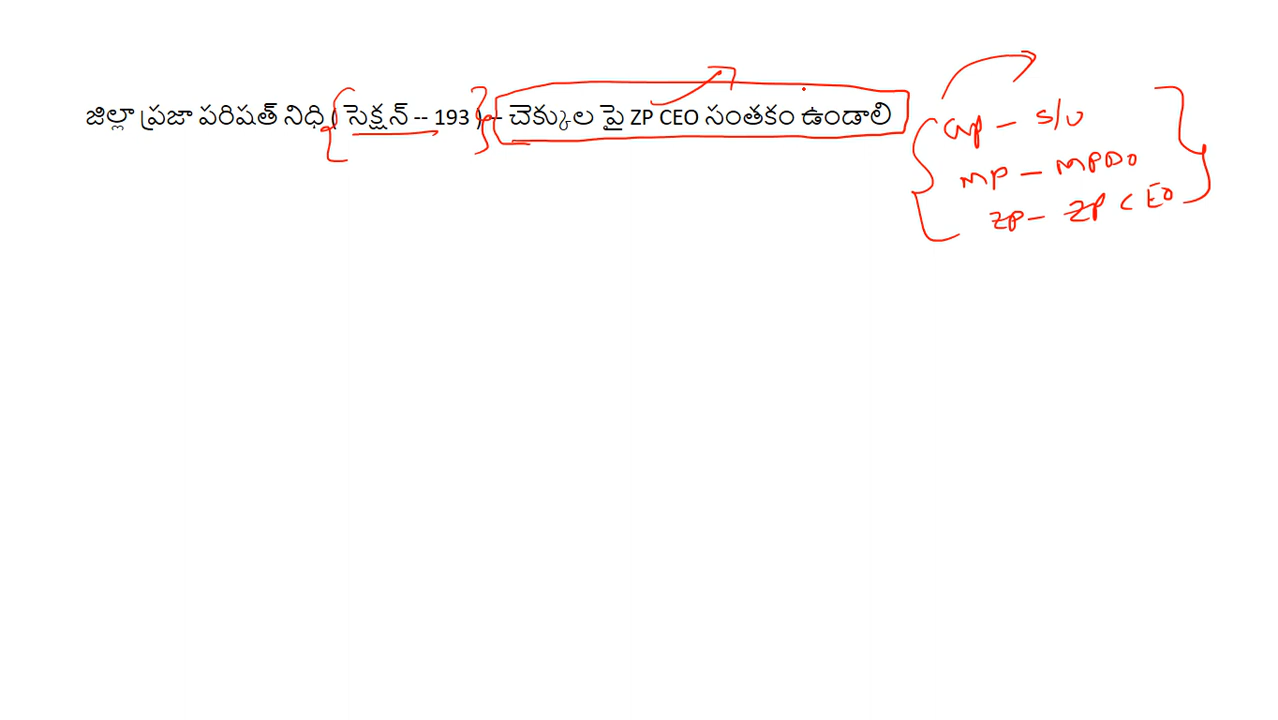 జిల్లా ప్రజా పరిషత్ నిధి ( సెక్షన్ -- 193 ) -- చెక్కుల పై ZP CEO సంతకం ఉండాలి
GP - S/U
MP - MPDO
ZP - ZP CEO